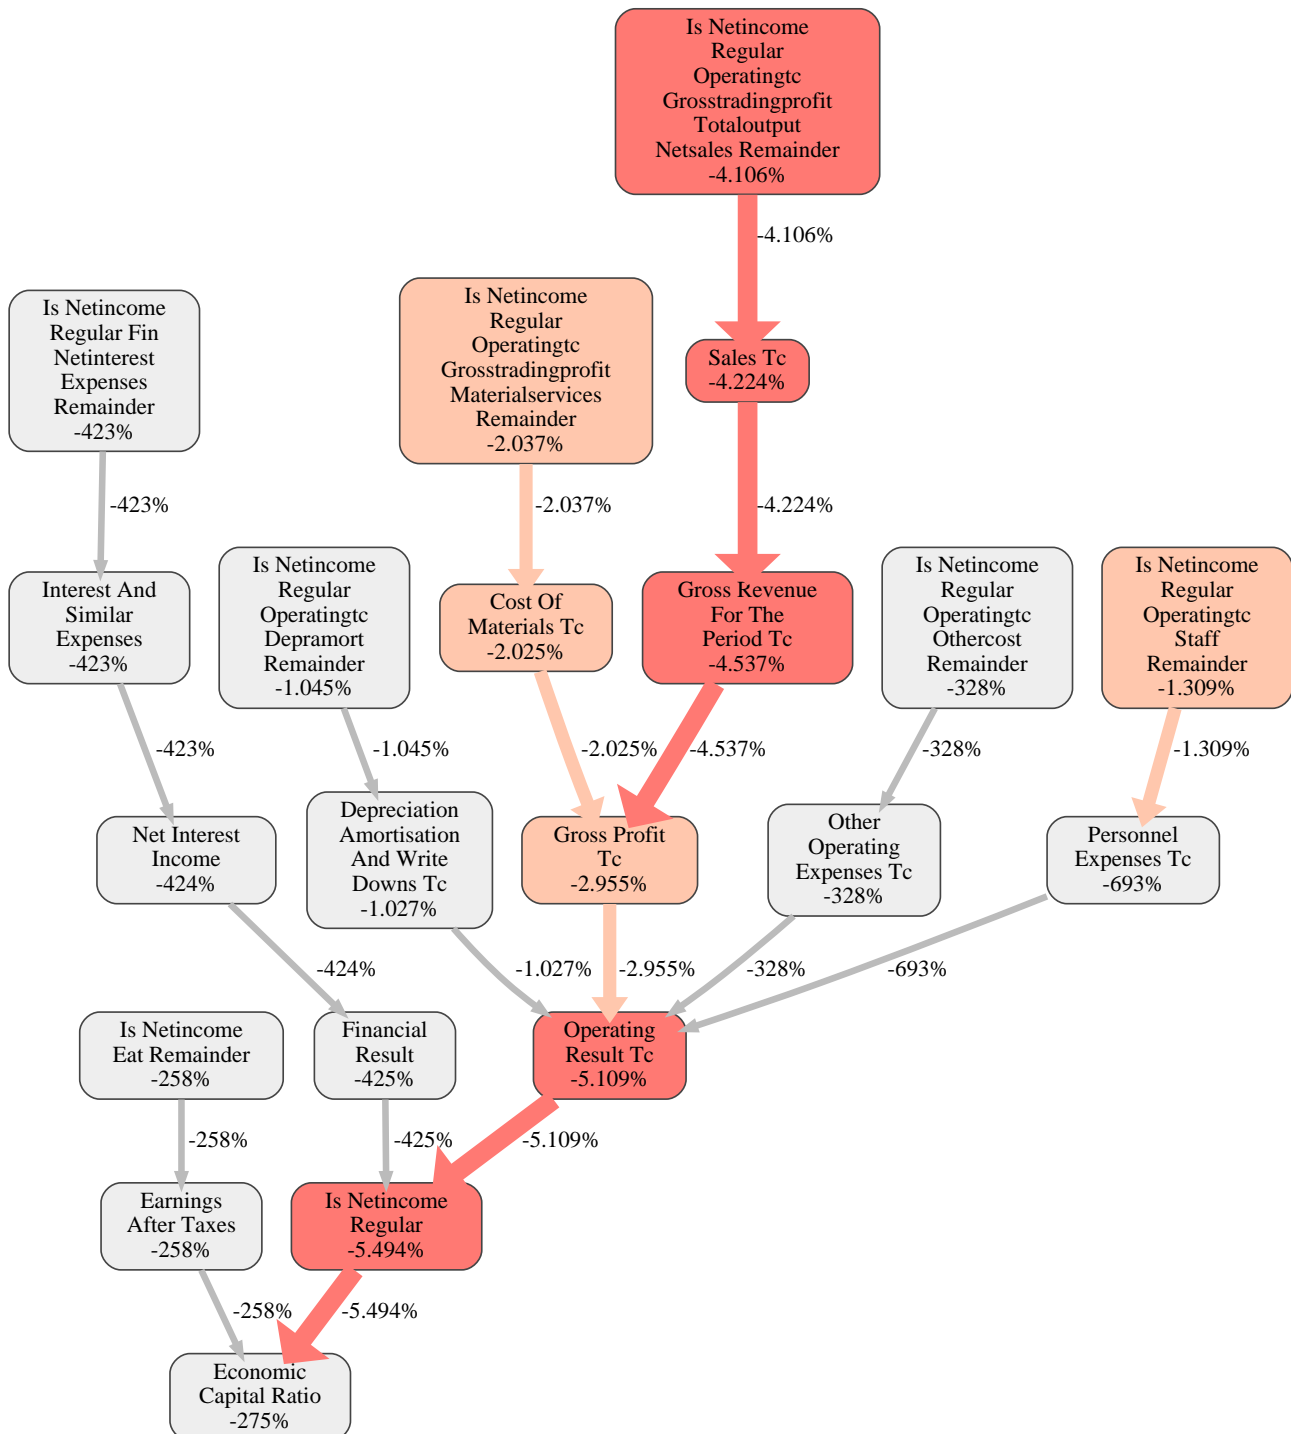 Is Netincome
Regular
Operatingtc
Grosstradingprofit
Totaloutput
Netsales Remainder
-4.106%
-4.106%
Is Netincome
Regular Fin
Netinterest
Expenses
Remainder
-423%
Is Netincome
Regular
Operatingtc
Grosstradingprofit
Materialservices
Remainder
-2.037%
Sales Tc
-4.224%
-423%
-2.037%
-4.224%
Interest And
Similar
Expenses
-423%
Is Netincome
Regular
Operatingtc
Depramort
Remainder
-1.045%
Cost Of
Materials Tc
-2.025%
Gross Revenue
For The
Period Tc
-4.537%
Is Netincome
Regular
Operatingtc
Othercost
Remainder
-328%
Is Netincome
Regular
Operatingtc
Staff
Remainder
-1.309%
-423%
-1.045%
-2.025%
-4.537%
-328%
-1.309%
Net Interest
Income
-424%
Depreciation
Amortisation
And Write
Downs Tc
-1.027%
Gross Profit
Tc
-2.955%
Other
Operating
Expenses Tc
-328%
Personnel
Expenses Tc
-693%
-424%
-1.027%
-2.955%
-328%
-693%
Is Netincome
Eat Remainder
-258%
Financial
Result
-425%
Operating
Result Tc
-5.109%
-258%
-425%
-5.109%
Earnings
After Taxes
-258%
Is Netincome
Regular
-5.494%
-258%
-5.494%
Economic
Capital Ratio
-275%